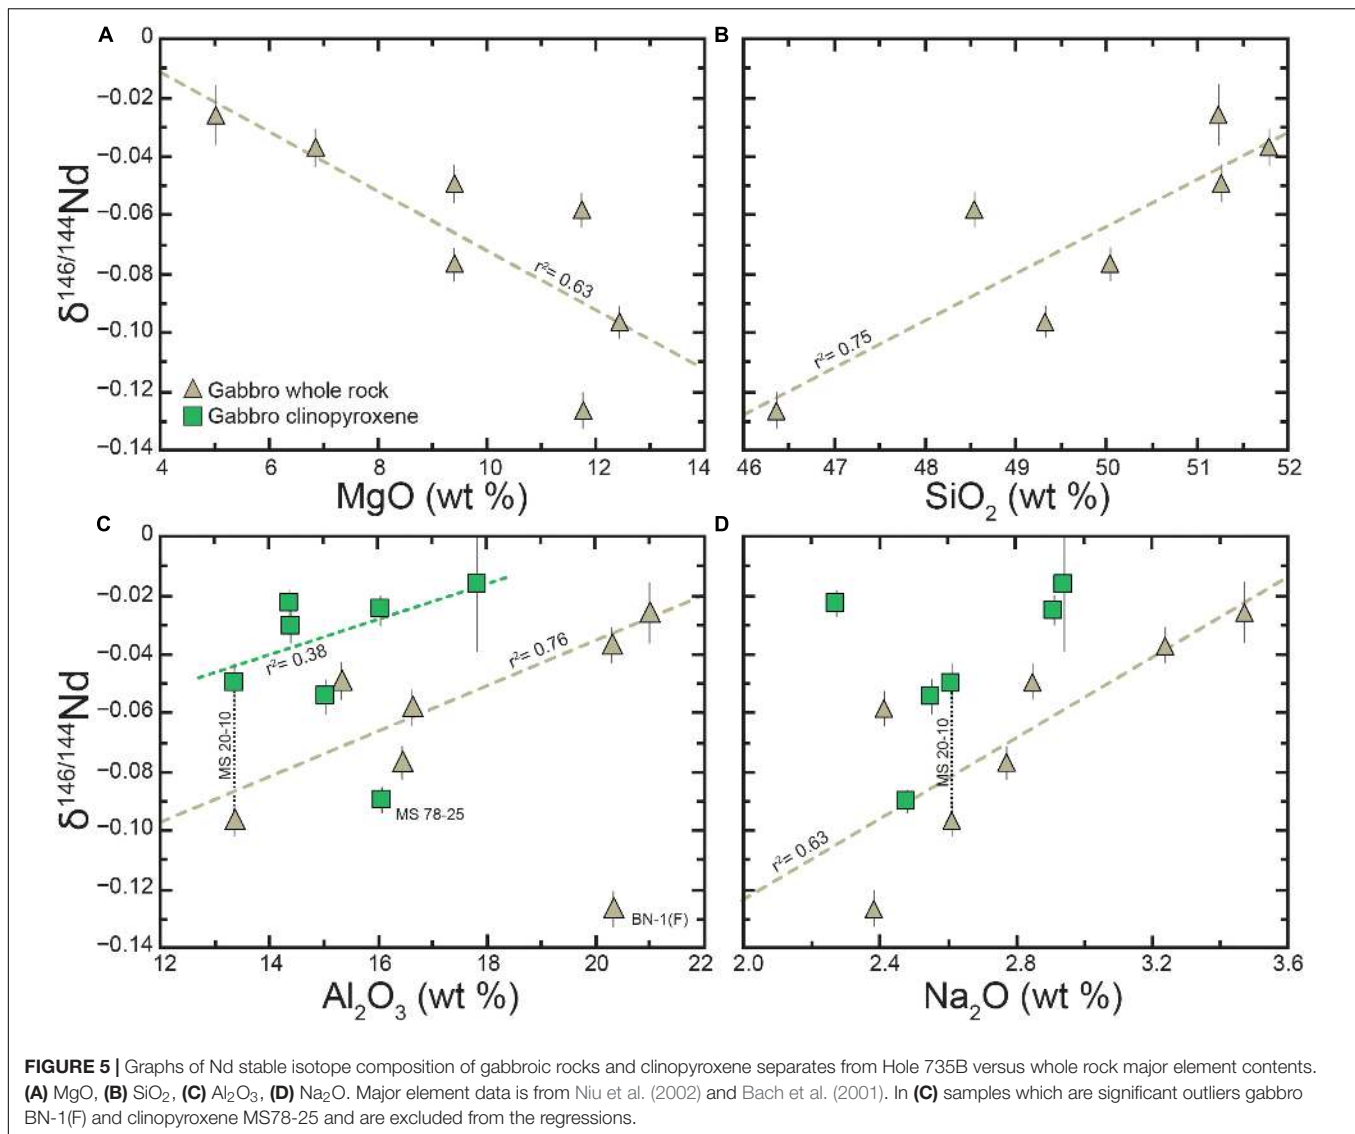 A
B
0
−0.02
−0.04
−0.06
−0.08
−0.10
−0.12
−0.14
δ146/144Nd
r²= 0.63
r²= 0.75
Gabbro whole rock
Gabbro clinopyroxene
4 6 8 10 12 14
46 47 48 49 50 51 52
MgO (wt %)
SiO₂ (wt %)
C
D
0
−0.02
−0.04
−0.06
−0.08
−0.10
−0.12
−0.14
δ146/144Nd
r²= 0.38
r²= 0.76
MS 20-10
MS 78-25
BN-1(F)
MS 20-10
r²= 0.63
12 14 16 18 20 22
2.0 2.4 2.8 3.2 3.6
Al₂O₃ (wt %)
Na₂O (wt %)
FIGURE 5 | Graphs of Nd stable isotope composition of gabbroic rocks and clinopyroxene separates from Hole 735B versus whole rock major element contents.
(A) MgO, (B) SiO₂, (C) Al₂O₃, (D) Na₂O. Major element data is from Niu et al. (2002) and Bach et al. (2001). In (C) samples which are significant outliers gabbro
BN-1(F) and clinopyroxene MS78-25 and are excluded from the regressions.